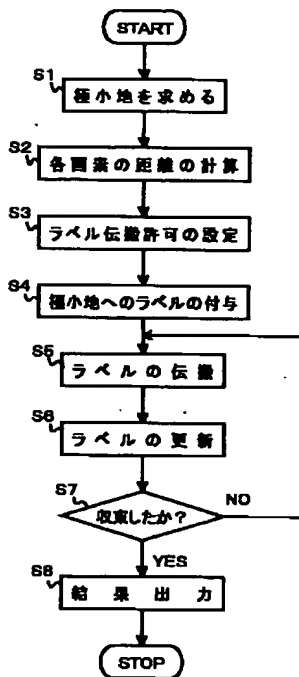 START
S1
極小地を求める
S2
各画素の距離の計算
S3
ラベル伝搬許可の設定
S4
極小地へのラベルの付与
S5
ラベルの伝搬
S6
ラベルの更新
S7
収束したか？
NO
YES
S8
結果出力
STOP